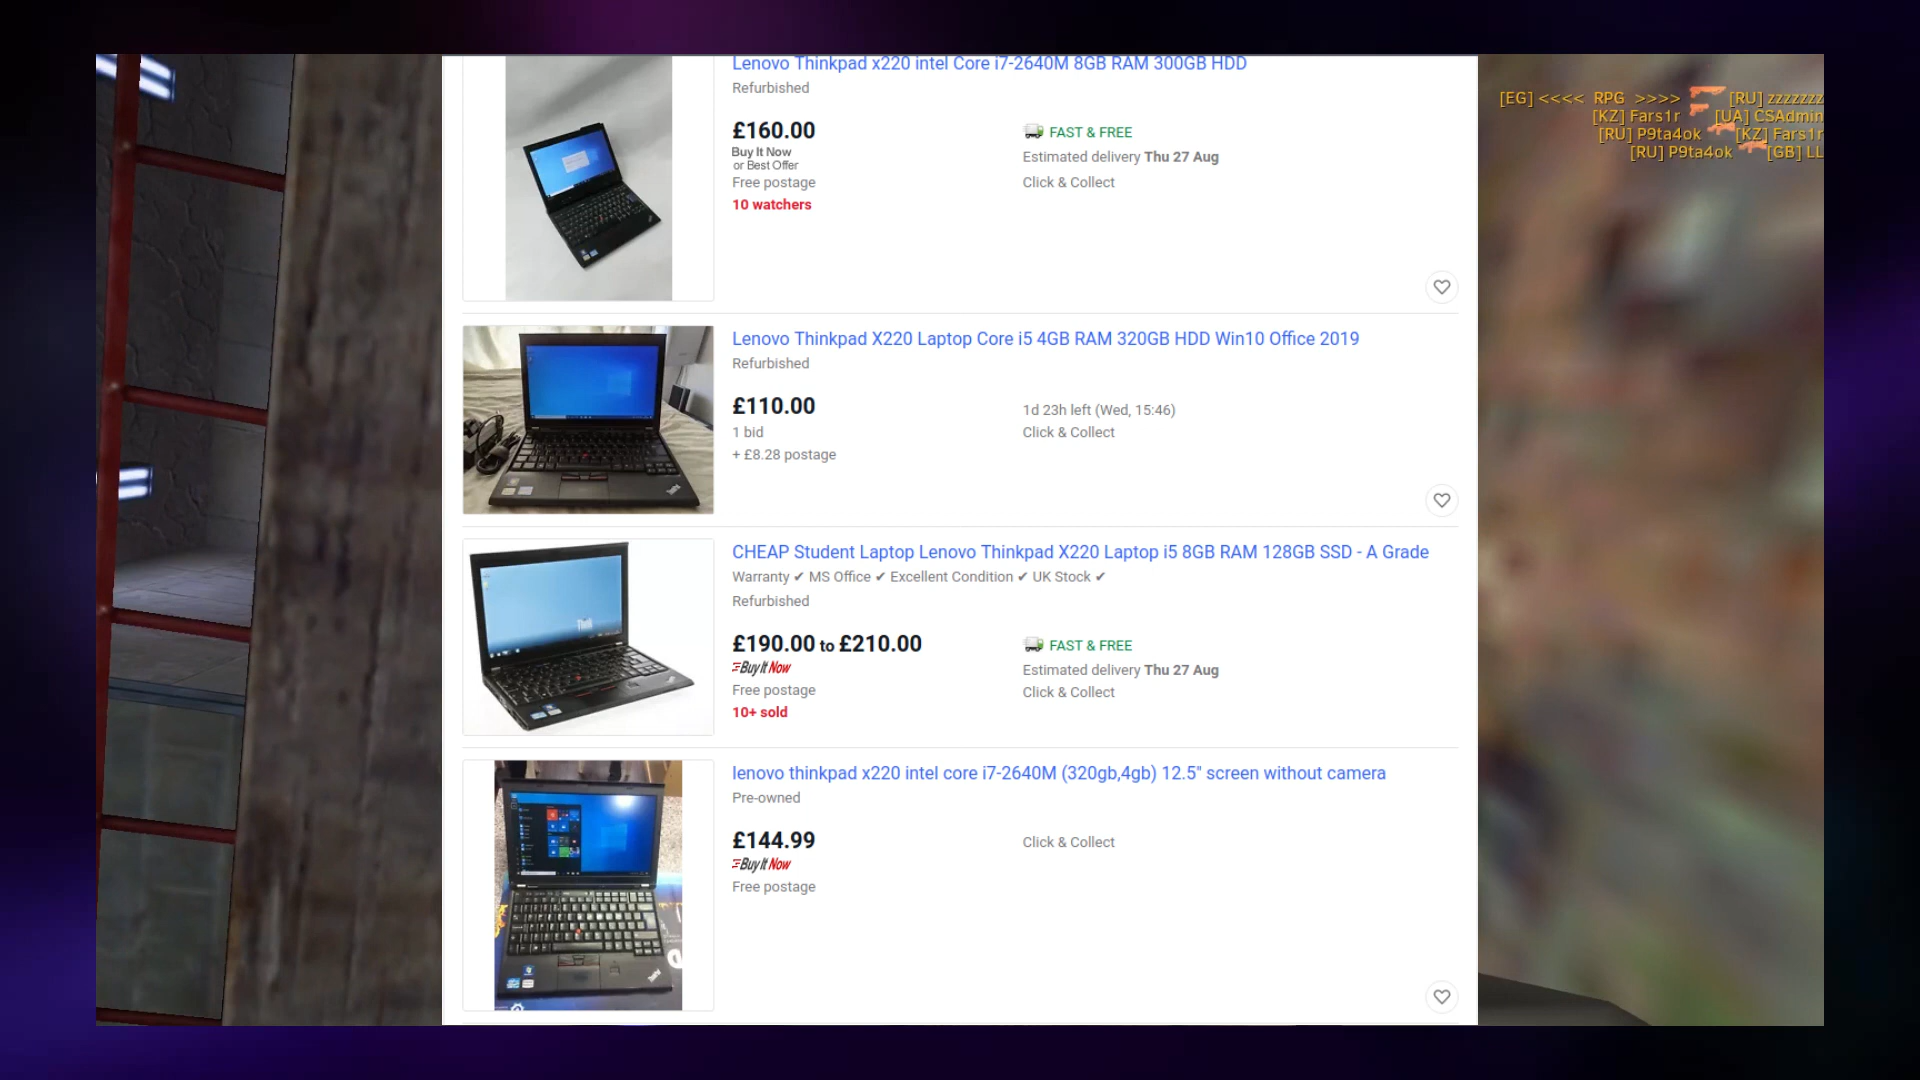 Lenovo Thinkpad x220 intel Core i7-2640M 8GB RAM 300GB HDD
Refurbished
£160.00
Buy It Now
or Best Offer
Free postage
10 watchers
FAST & FREE
Estimated delivery Thu 27 Aug
Click & Collect
Lenovo Thinkpad X220 Laptop Core i5 4GB RAM 320GB HDD Win10 Office 2019
Refurbished
£110.00
1 bid
+ £8.28 postage
1d 23h left (Wed, 15:46)
Click & Collect
CHEAP Student Laptop Lenovo Thinkpad X220 Laptop i5 8GB RAM 128GB SSD - A Grade
Warranty ✔ MS Office ✔ Excellent Condition ✔ UK Stock ✔
Refurbished
£190.00 to £210.00
Buy It Now
Free postage
10+ sold
FAST & FREE
Estimated delivery Thu 27 Aug
Click & Collect
lenovo thinkpad x220 intel core i7-2640M (320gb,4gb) 12.5" screen without camera
Pre-owned
£144.99
Buy It Now
Free postage
Click & Collect
[EG] <<<< RPG >>>> [RU] zzzzzzz
[KZ] Fars1r [UA] CSAdmin
[RU] P9ta4ok [KZ] Fars1r
[RU] P9ta4ok [GB] LL